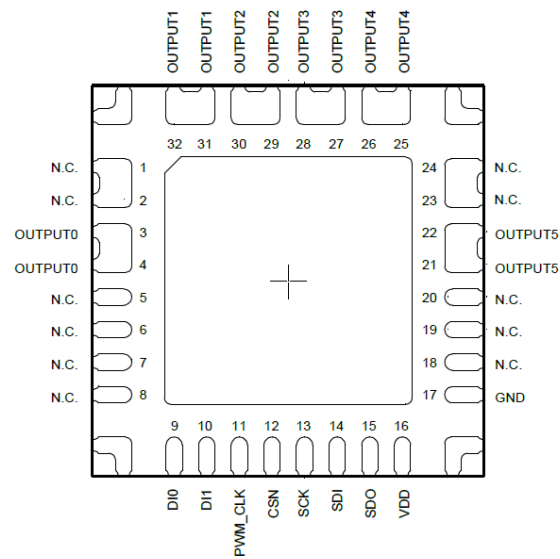 OUTPUT1 OUTPUT1 OUTPUT2 OUTPUT2 OUTPUT3 OUTPUT3 OUTPUT4 OUTPUT4
32 31 30 29 28 27 26 25
N.C. 1 24 N.C.
N.C. 2 23 N.C.
OUTPUT0 3 22 OUTPUT5
OUTPUT0 4 21 OUTPUT5
N.C. 5 20 N.C.
N.C. 6 19 N.C.
N.C. 7 18 N.C.
N.C. 8 17 GND
9 10 11 12 13 14 15 16
DI0 DI1 PWM_CLK CSN SCK SDI SDO VDD